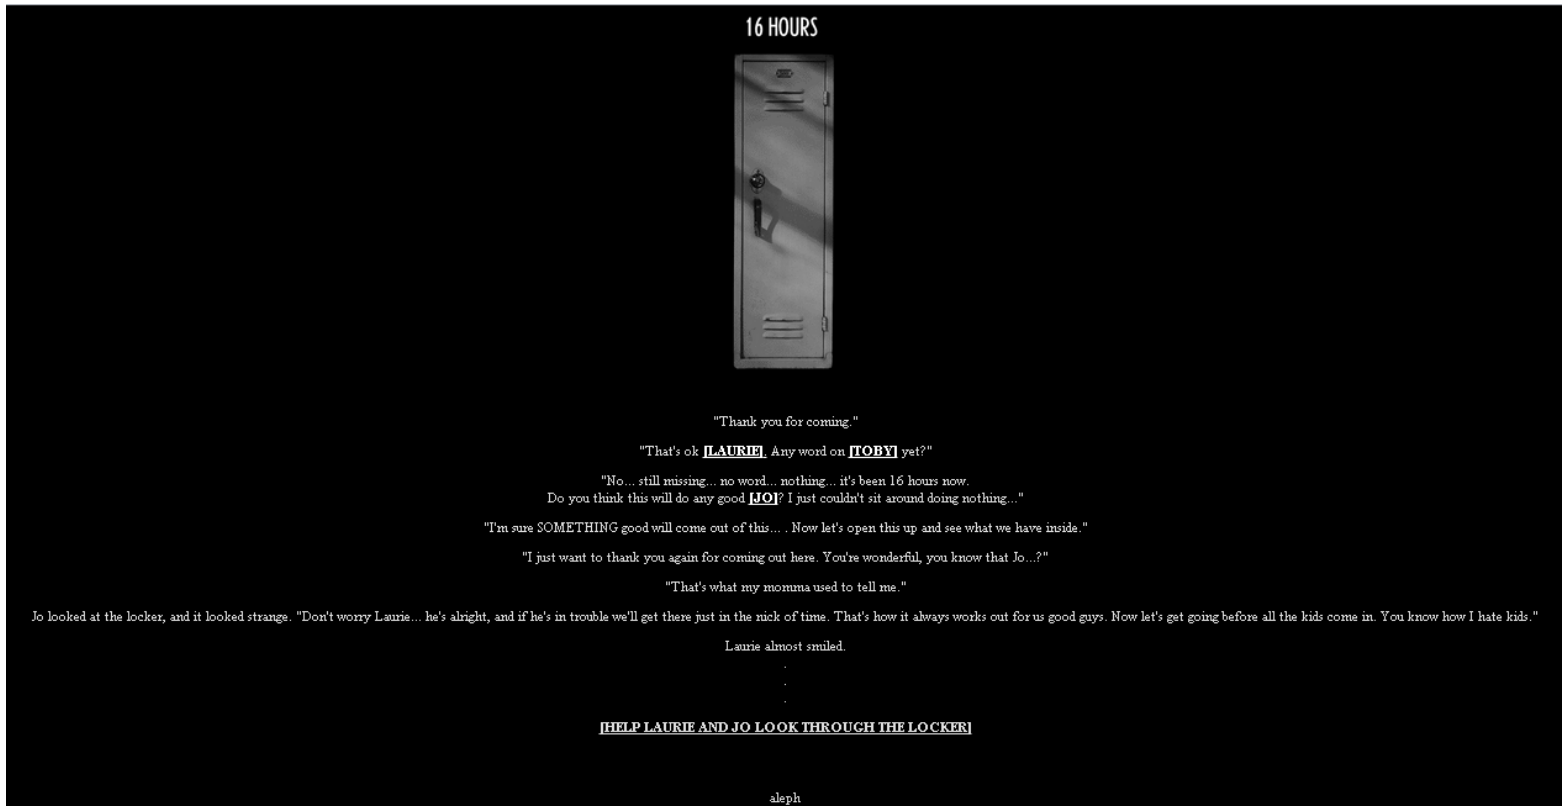 16 HOURS
"Thank you for coming."
"That's ok [LAURIE]. Any word on [TOBY] yet?"
"No... still missing... no word... nothing... it's been 16 hours now.
Do you think this will do any good [JO]? I just couldn't sit around doing nothing..."
"I'm sure SOMETHING good will come out of this... . Now let's open this up and see what we have inside."
"I just want to thank you again for coming out here. You're wonderful, you know that Jo...?"
"That's what my momma used to tell me."
Jo looked at the locker, and it looked strange. "Don't worry Laurie... he's alright, and if he's in trouble we'll get there just in the nick of time. That's how it always works out for us good guys. Now let's get going before all the kids come in. You know how I hate kids."
Laurie almost smiled.
.
.
.
[HELP LAURIE AND JO LOOK THROUGH THE LOCKER]
aleph